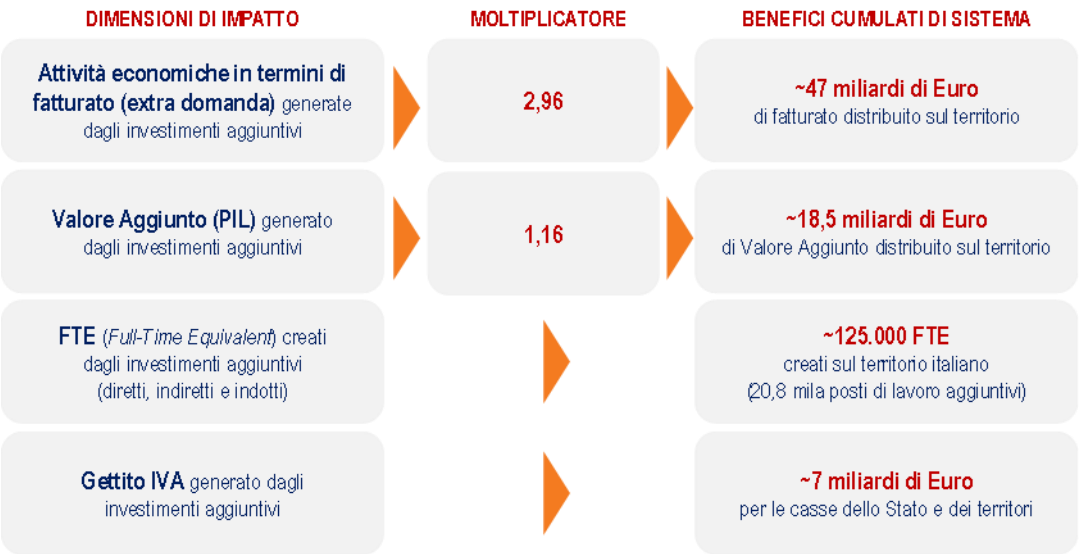 DIMENSIONI DI IMPATTO
MOLTIPLICATORE
BENEFICI CUMULATI DI SISTEMA
Attività economiche in termini di
fatturato (extra domanda) generate
dagli investimenti aggiuntivi
2,96
~47 miliardi di Euro
di fatturato distribuito sul territorio
Valore Aggiunto (PIL) generato
dagli investimenti aggiuntivi
1,16
~18,5 miliardi di Euro
di Valore Aggiunto distribuito sul territorio
FTE (Full-Time Equivalent) creati
dagli investimenti aggiuntivi
(diretti, indiretti e indotti)
~125.000 FTE
creati sul territorio italiano
(20,8 mila posti di lavoro aggiuntivi)
Gettito IVA generato dagli
investimenti aggiuntivi
~7 miliardi di Euro
per le casse dello Stato e dei territori